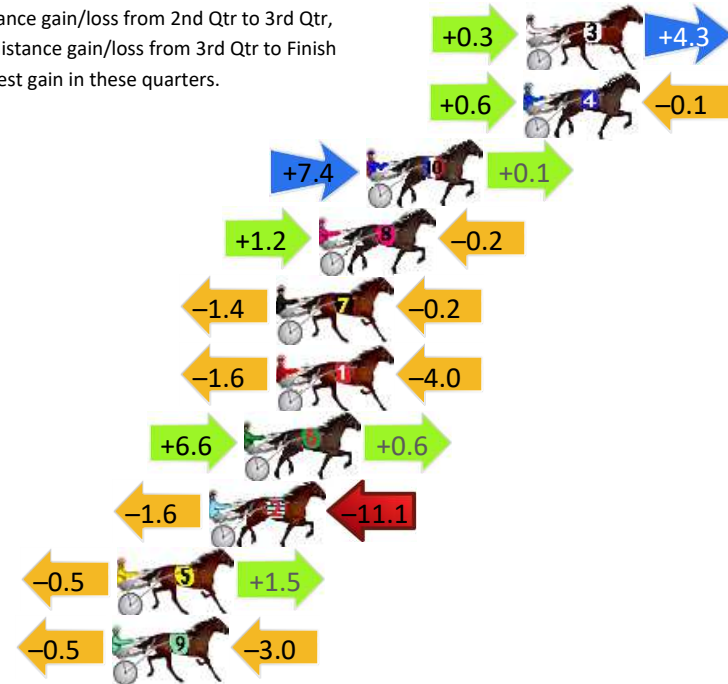 ance gain/loss from 2nd Qtr to 3rd Qtr,
istance gain/loss from 3rd Qtr to Finish
est gain in these quarters.
+0.3 3 +4.3
+0.6 4 –0.1
+7.4 10 +0.1
+1.2 8 –0.2
–1.4 7 –0.2
–1.6 1 –4.0
+6.6 6 +0.6
–1.6 2 –11.1
–0.5 5 +1.5
–0.5 9 –3.0